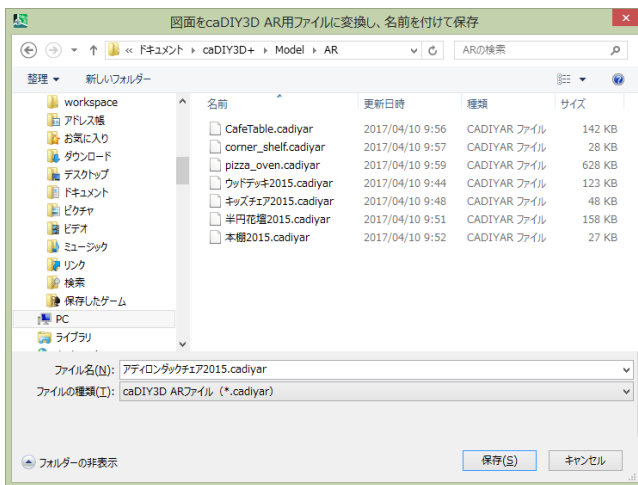 図面をcaDIY3D AR用ファイルに変換し、名前を付けて保存
« ドキュメント ▸ caDIY3D+ ▸ Model ▸ AR
ARの検索
整理 ▼ 新しいフォルダー
名前 更新日時 種類 サイズ
workspace
アドレス帳
お気に入り
ダウンロード
デスクトップ
ドキュメント
ピクチャ
ビデオ
ミュージック
リンク
検索
保存したゲーム
PC
ライブラリ
CafeTable.cadiyar 2017/04/10 9:56 CADIYAR ファイル 142 KB
corner_shelf.cadiyar 2017/04/10 9:57 CADIYAR ファイル 28 KB
pizza_oven.cadiyar 2017/04/10 9:59 CADIYAR ファイル 628 KB
ウッドデッキ2015.cadiyar 2017/04/10 9:44 CADIYAR ファイル 123 KB
キッズチェア2015.cadiyar 2017/04/10 9:48 CADIYAR ファイル 48 KB
半円花壇2015.cadiyar 2017/04/10 9:51 CADIYAR ファイル 158 KB
本棚2015.cadiyar 2017/04/10 9:52 CADIYAR ファイル 27 KB
ファイル名(N): アディロンダックチェア2015.cadiyar
ファイルの種類(T): caDIY3D ARファイル (*.cadiyar)
フォルダーの非表示
保存(S) キャンセル